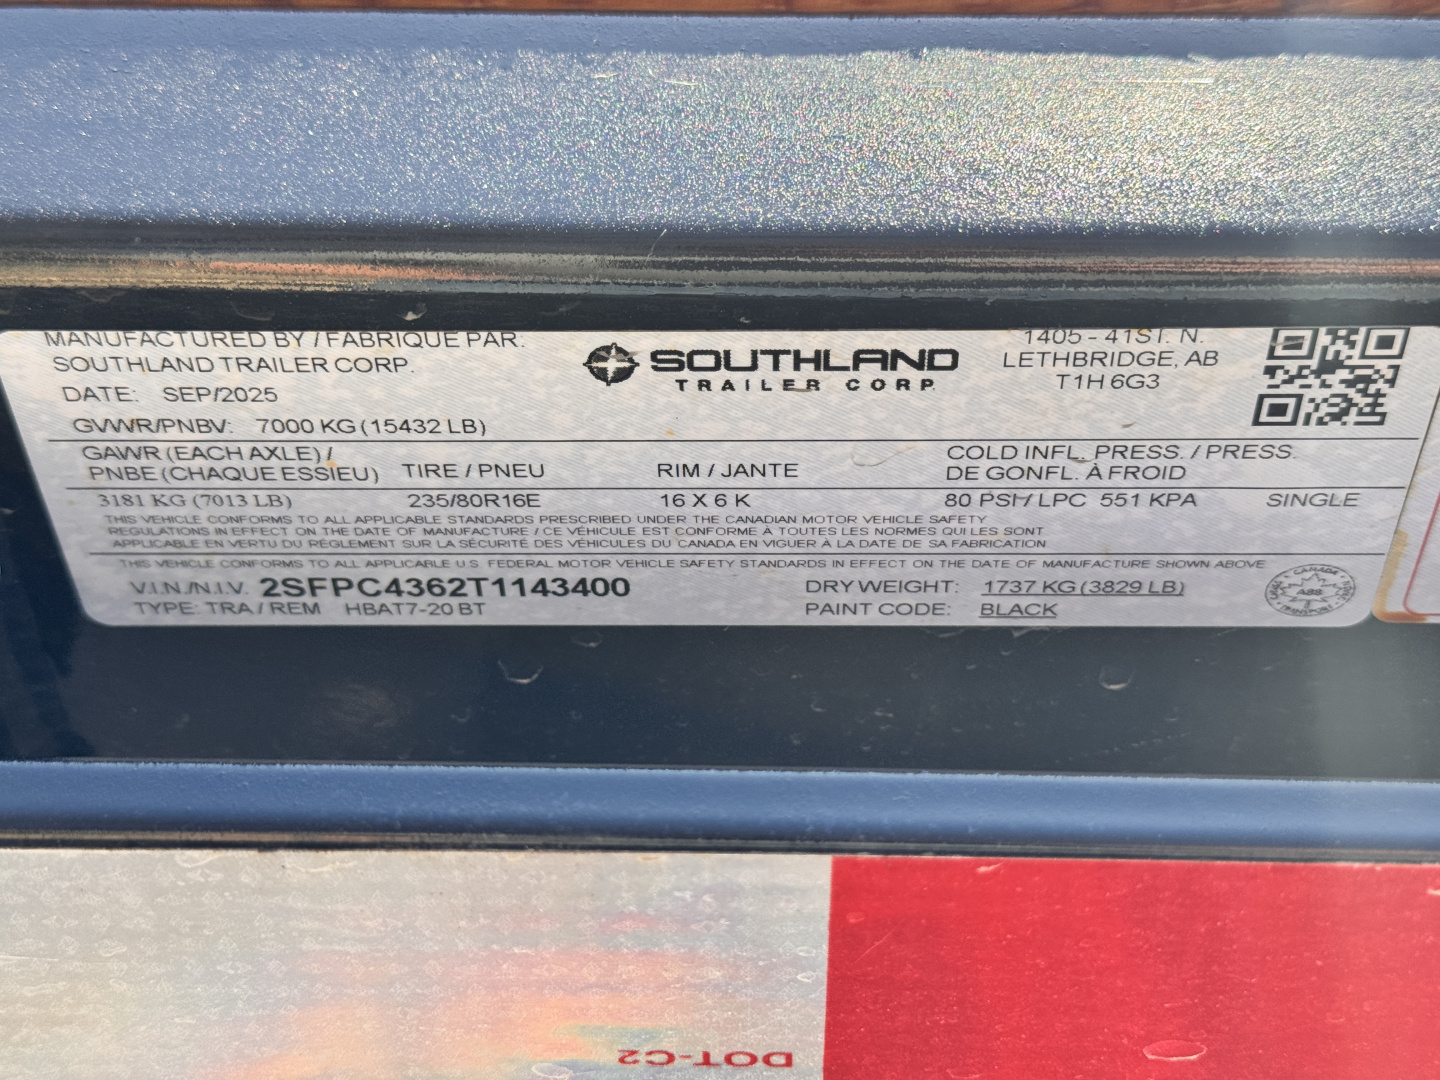 MANUFACTURED BY / FABRIQUE PAR:
SOUTHLAND TRAILER CORP.
DATE: SEP/2025
GVWR/PNBV: 7000 KG (15432 LB)
SOUTHLAND
TRAILER CORP.
1405 - 41ST. N.
LETHBRIDGE, AB
T1H 6G3
GAWR (EACH AXLE) /
PNBE (CHAQUE ESSIEU) TIRE / PNEU RIM / JANTE COLD INFL. PRESS. / PRESS.
DE GONFL. À FROID
3181 KG (7013 LB) 235/80R16E 16 X 6 K 80 PSI / LPC 551 KPA SINGLE
THIS VEHICLE CONFORMS TO ALL APPLICABLE STANDARDS PRESCRIBED UNDER THE CANADIAN MOTOR VEHICLE SAFETY
REGULATIONS IN EFFECT ON THE DATE OF MANUFACTURE / CE VÉHICULE EST CONFORME À TOUTES LES NORMES QUI LES SONT
APPLICABLE EN VERTU DU RÈGLEMENT SUR LA SÉCURITÉ DES VÉHICULES DU CANADA EN VIGUER À LA DATE DE SA FABRICATION
THIS VEHICLE CONFORMS TO ALL APPLICABLE U.S. FEDERAL MOTOR VEHICLE SAFETY STANDARDS IN EFFECT ON THE DATE OF MANUFACTURE SHOWN ABOVE
V.I.N./N.I.V. 2SFPC4362T1143400 DRY WEIGHT: 1737 KG (3829 LB)
TYPE: TRA / REM HBAT7-20 BT PAINT CODE: BLACK
CANADA
A88
TRANSPORT
DOT-C2